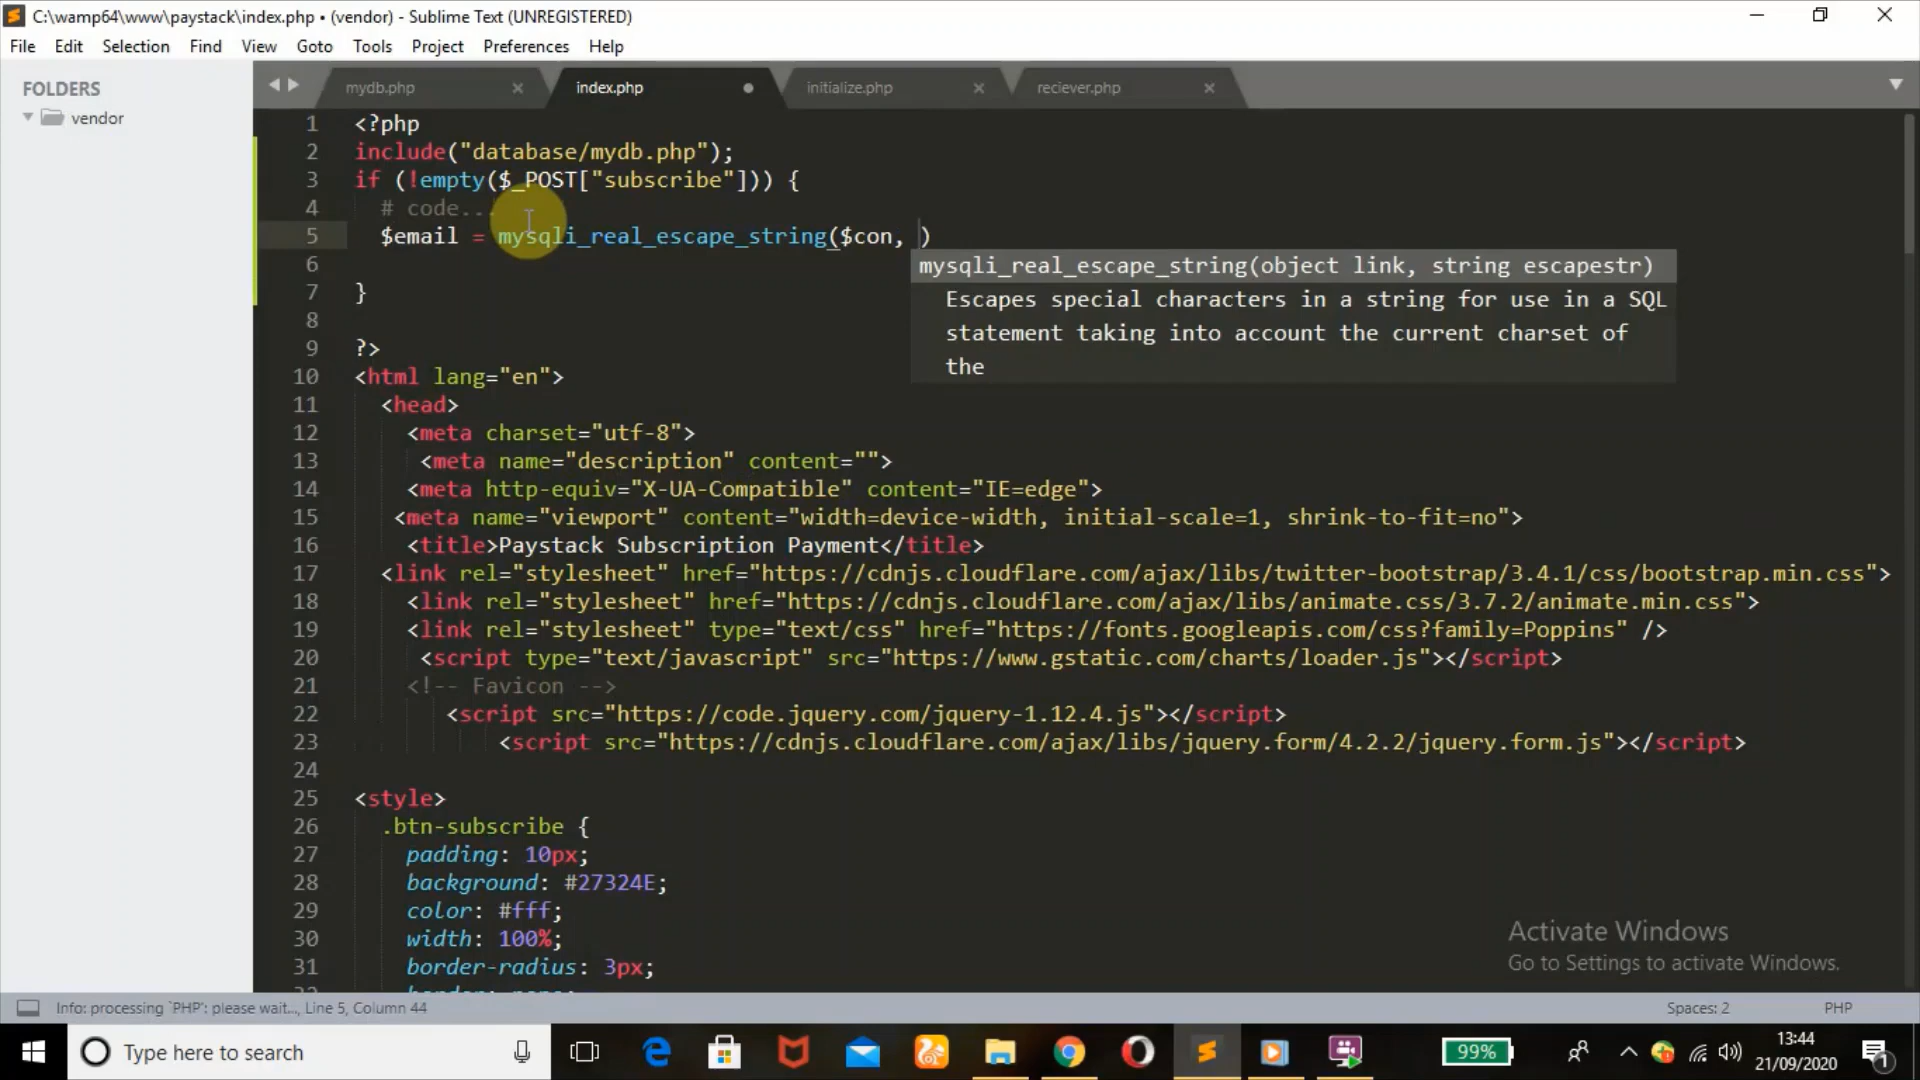 C:\wamp64\www\paystack\index.php • (vendor) - Sublime Text (UNREGISTERED)
File Edit Selection Find View Goto Tools Project Preferences Help
FOLDERS
vendor
mydb.php index.php initialize.php reciever.php
1 <?php
2 include("database/mydb.php");
3 if (!empty($_POST["subscribe"])) {
4 # code...
5 $email = mysqli_real_escape_string($con, )
mysqli_real_escape_string(object link, string escapestr)
Escapes special characters in a string for use in a SQL
statement taking into account the current charset of
the
6
7 }
8
9 ?>
10 <html lang="en">
11 <head>
12 <meta charset="utf-8">
13 <meta name="description" content="">
14 <meta http-equiv="X-UA-Compatible" content="IE=edge">
15 <meta name="viewport" content="width=device-width, initial-scale=1, shrink-to-fit=no">
16 <title>Paystack Subscription Payment</title>
17 <link rel="stylesheet" href="https://cdnjs.cloudflare.com/ajax/libs/twitter-bootstrap/3.4.1/css/bootstrap.min.css">
18 <link rel="stylesheet" href="https://cdnjs.cloudflare.com/ajax/libs/animate.css/3.7.2/animate.min.css">
19 <link rel="stylesheet" type="text/css" href="https://fonts.googleapis.com/css?family=Poppins" />
20 <script type="text/javascript" src="https://www.gstatic.com/charts/loader.js"></script>
21 <!-- Favicon -->
22 <script src="https://code.jquery.com/jquery-1.12.4.js"></script>
23 <script src="https://cdnjs.cloudflare.com/ajax/libs/jquery.form/4.2.2/jquery.form.js"></script>
24
25 <style>
26 .btn-subscribe {
27 padding: 10px;
28 background: #27324E;
29 color: #fff;
30 width: 100%;
31 border-radius: 3px;
Activate Windows
Go to Settings to activate Windows.
Info: processing `PHP`: please wait..., Line 5, Column 44 Spaces: 2 PHP
Type here to search
99%
13:44
21/09/2020
1